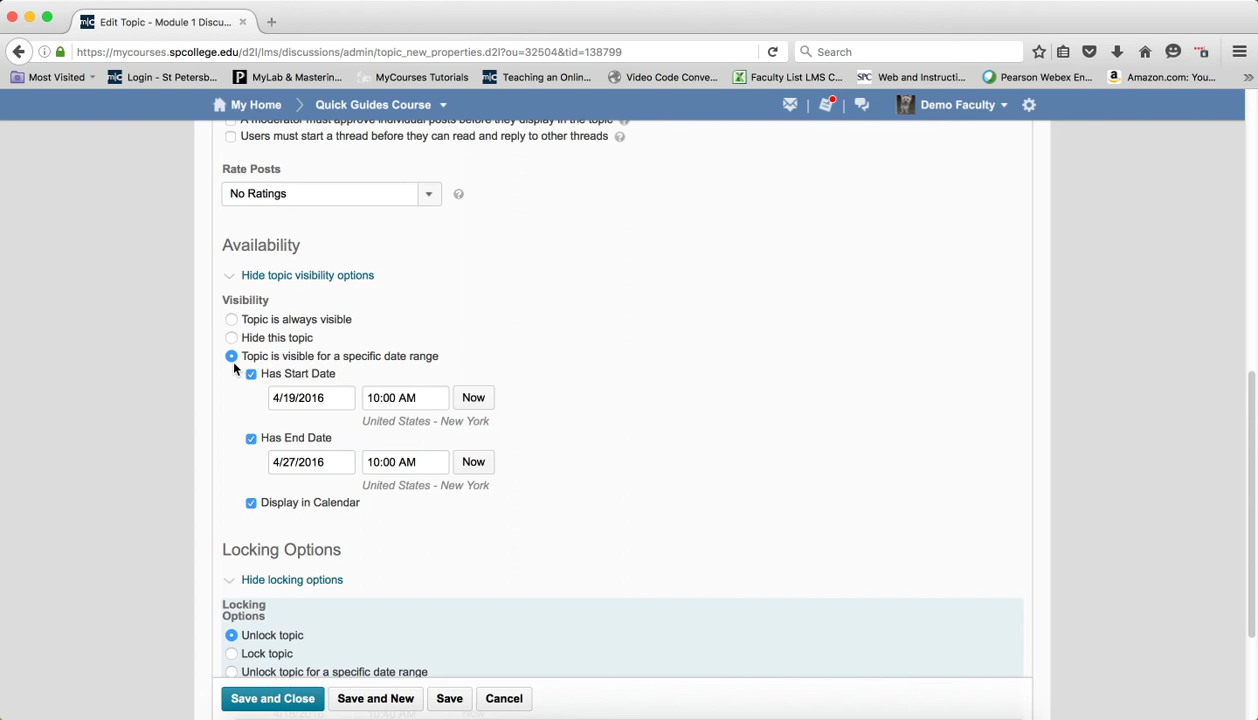 Edit Topic - Module 1 Discu...
https://mycourses.spcollege.edu/d2l/lms/discussions/admin/topic_new_properties.d2l?ou=32504&tid=138799
Search
Most Visited
Login - St Petersb...
MyLab & Masterin...
MyCourses Tutorials
Teaching an Onlin...
Video Code Conve...
Faculty List LMS C...
Web and Instructi...
Pearson Webex En...
Amazon.com: You...
My Home
Quick Guides Course
Demo Faculty
A moderator must approve individual posts before they display in the topic
Users must start a thread before they can read and reply to other threads
Rate Posts
No Ratings
Availability
Hide topic visibility options
Visibility
Topic is always visible
Hide this topic
Topic is visible for a specific date range
Has Start Date
4/19/2016 10:00 AM Now
United States - New York
Has End Date
4/27/2016 10:00 AM Now
United States - New York
Display in Calendar
Locking Options
Hide locking options
Locking
Options
Unlock topic
Lock topic
Unlock topic for a specific date range
Save and Close Save and New Save Cancel